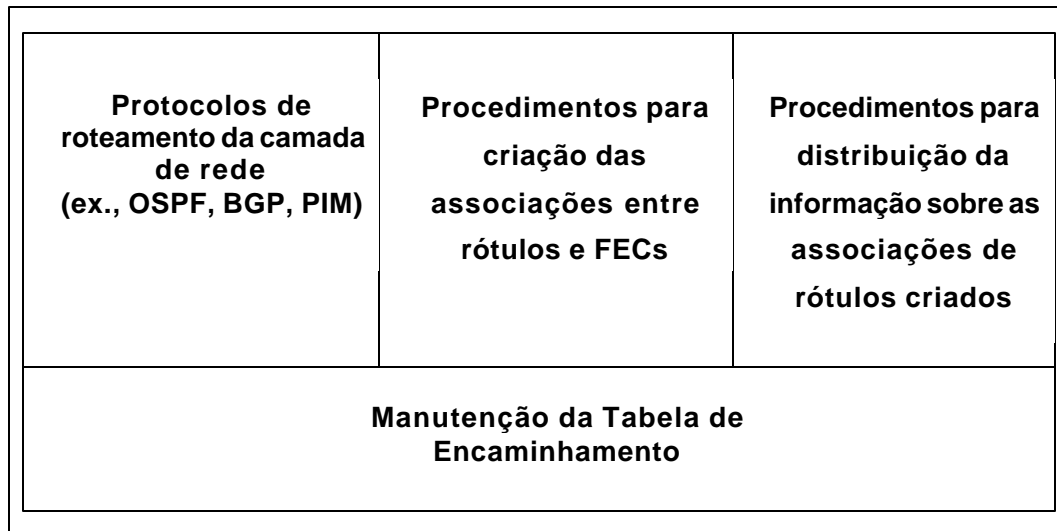 Protocolos de
roteamento da camada
de rede
(ex., OSPF, BGP, PIM)
Procedimentos para
criação das
associações entre
rótulos e FECs
Procedimentos para
distribuição da
informação sobre as
associações de
rótulos criados
Manutenção da Tabela de
Encaminhamento